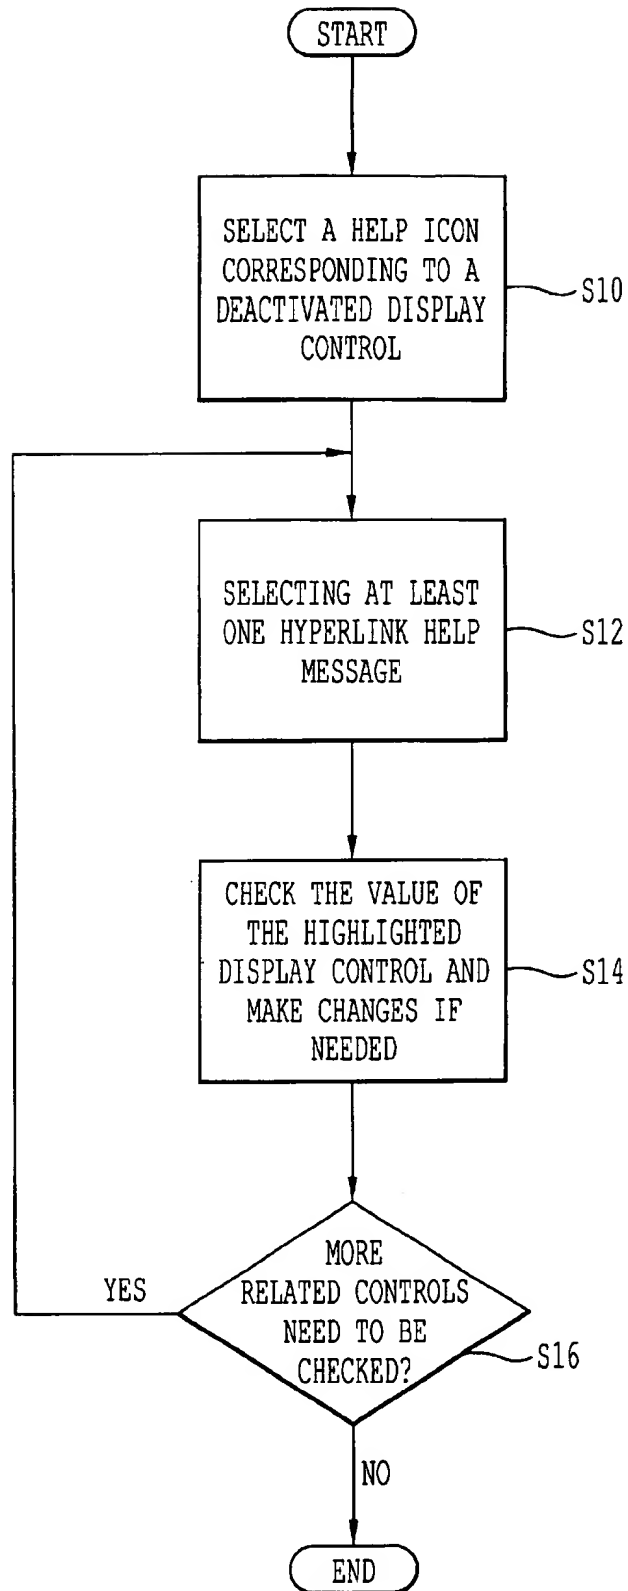 START
SELECT A HELP ICON
CORRESPONDING TO A
DEACTIVATED DISPLAY
CONTROL
S10
SELECTING AT LEAST
ONE HYPERLINK HELP
MESSAGE
S12
CHECK THE VALUE OF
THE HIGHLIGHTED
DISPLAY CONTROL AND
MAKE CHANGES IF
NEEDED
S14
MORE
RELATED CONTROLS
NEED TO BE
CHECKED?
S16
YES
NO
END